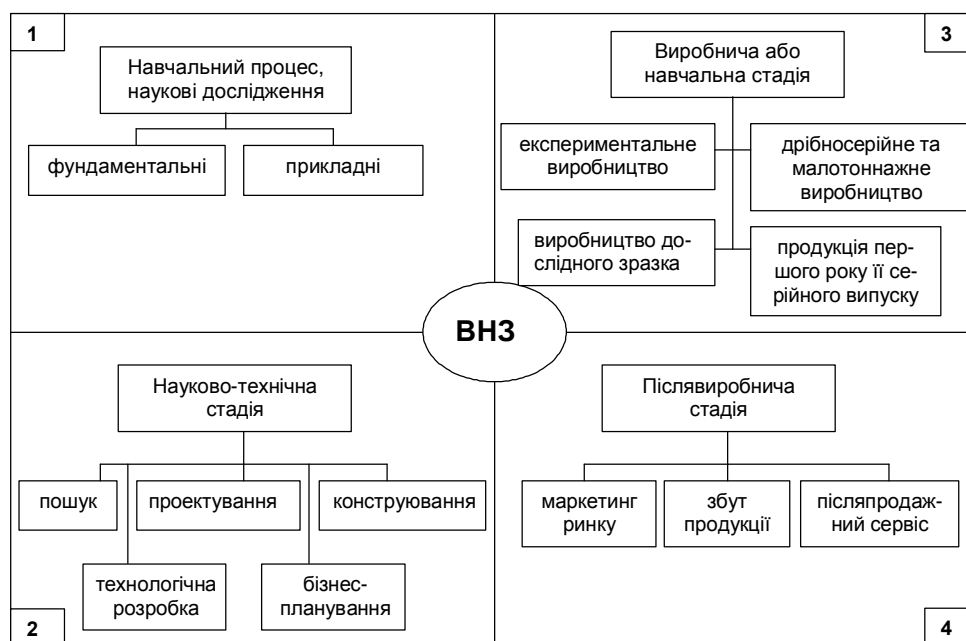 1
Навчальний процес,
наукові дослідження
фундаментальні
прикладні
3
Виробнича або
навчальна стадія
експериментальне
виробництво
дрібносерійне та
малотоннажне
виробництво
виробництво до-
слідного зразка
продукція пер-
шого року її се-
рійного випуску
ВНЗ
Науково-технічна
стадія
пошук
проектування
конструювання
технологічна
розробка
бізнес-
планування
2
Післявиробнича
стадія
маркетинг
ринку
збут
продукції
післяпродаж-
ний сервіс
4